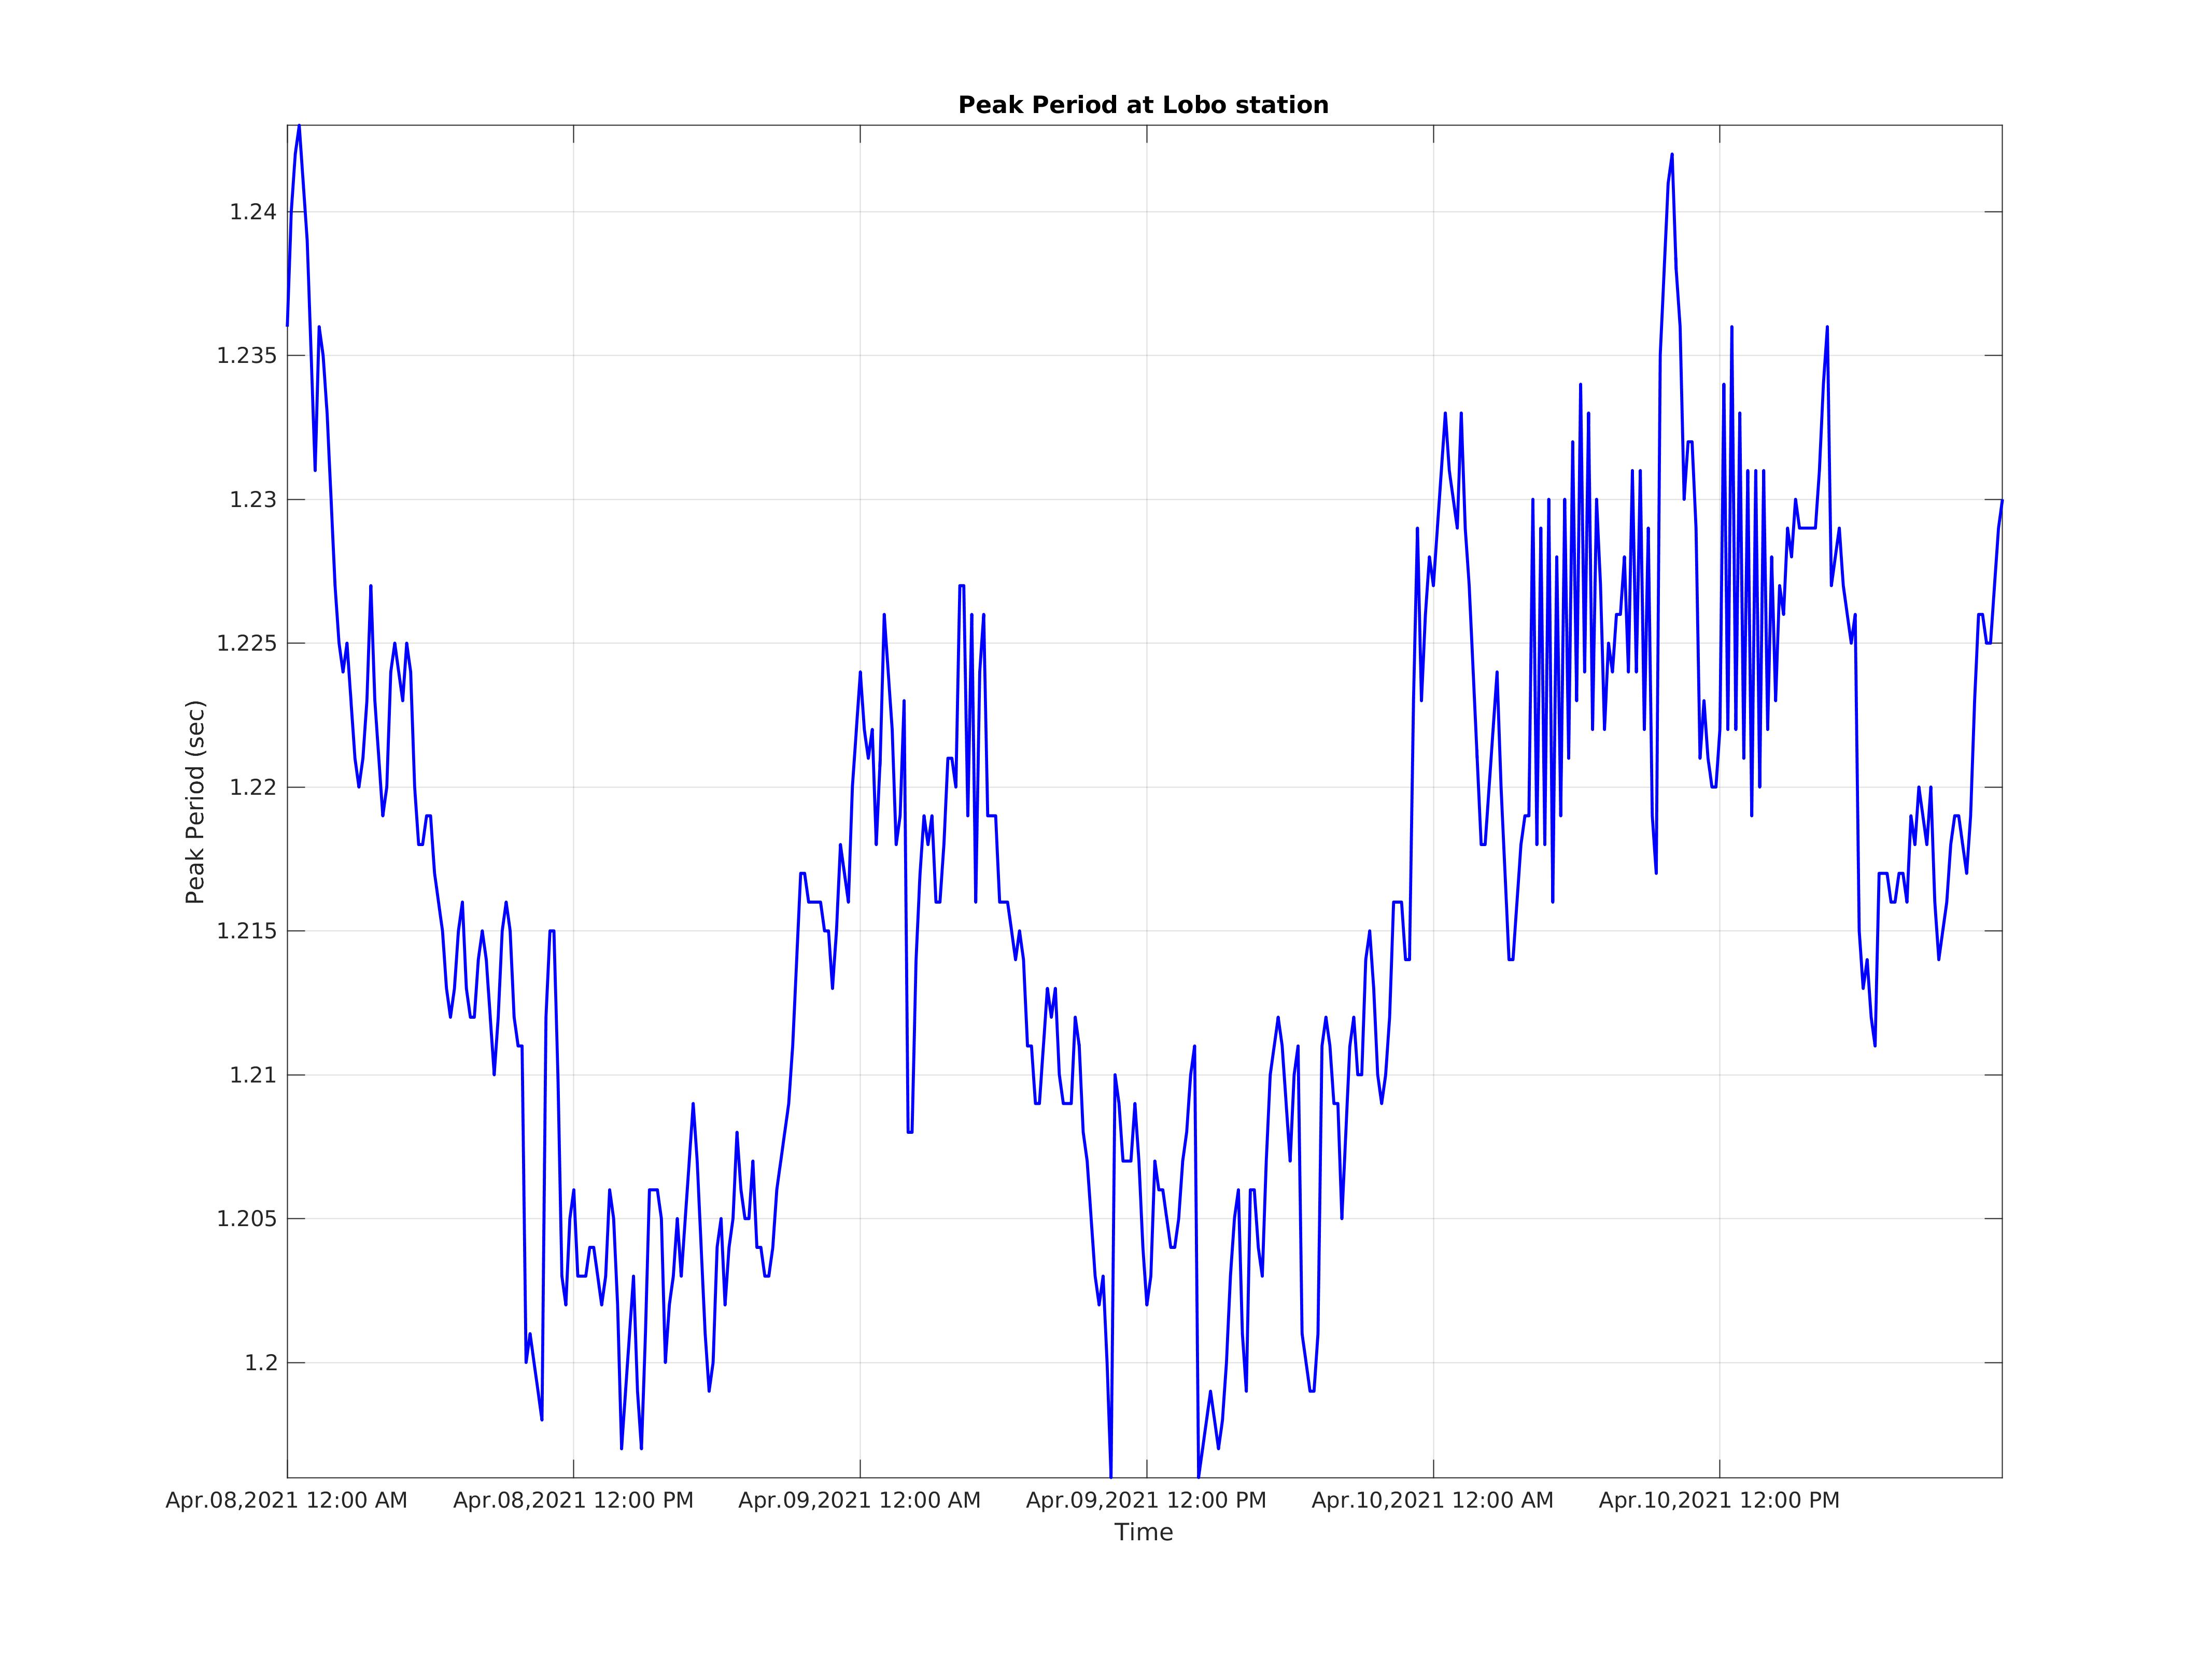 Peak Period at Lobo station
1.24
1.235
1.23
1.225
1.22
1.215
1.21
1.205
1.2
Peak Period (sec)
Apr.08,2021 12:00 AM
Apr.08,2021 12:00 PM
Apr.09,2021 12:00 AM
Apr.09,2021 12:00 PM
Apr.10,2021 12:00 AM
Apr.10,2021 12:00 PM
Time